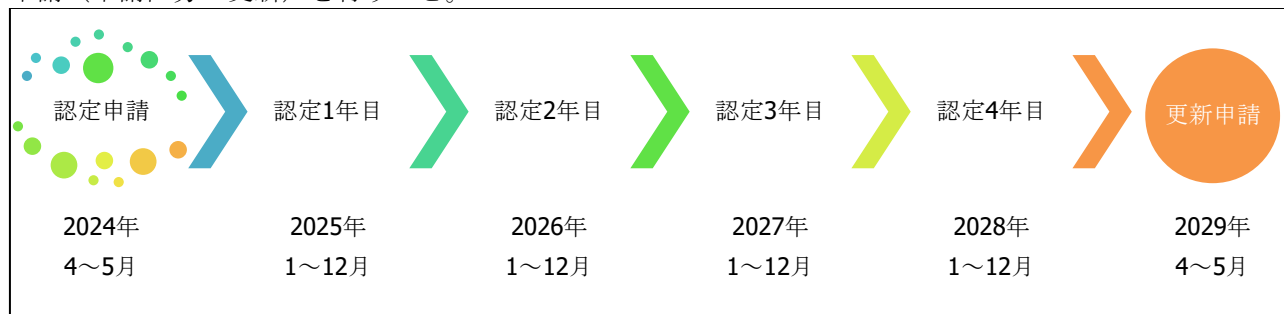 認定申請
認定1年目
認定2年目
認定3年目
認定4年目
更新申請
2024年
4～5月
2025年
1～12月
2026年
1～12月
2027年
1～12月
2028年
1～12月
2029年
4～5月